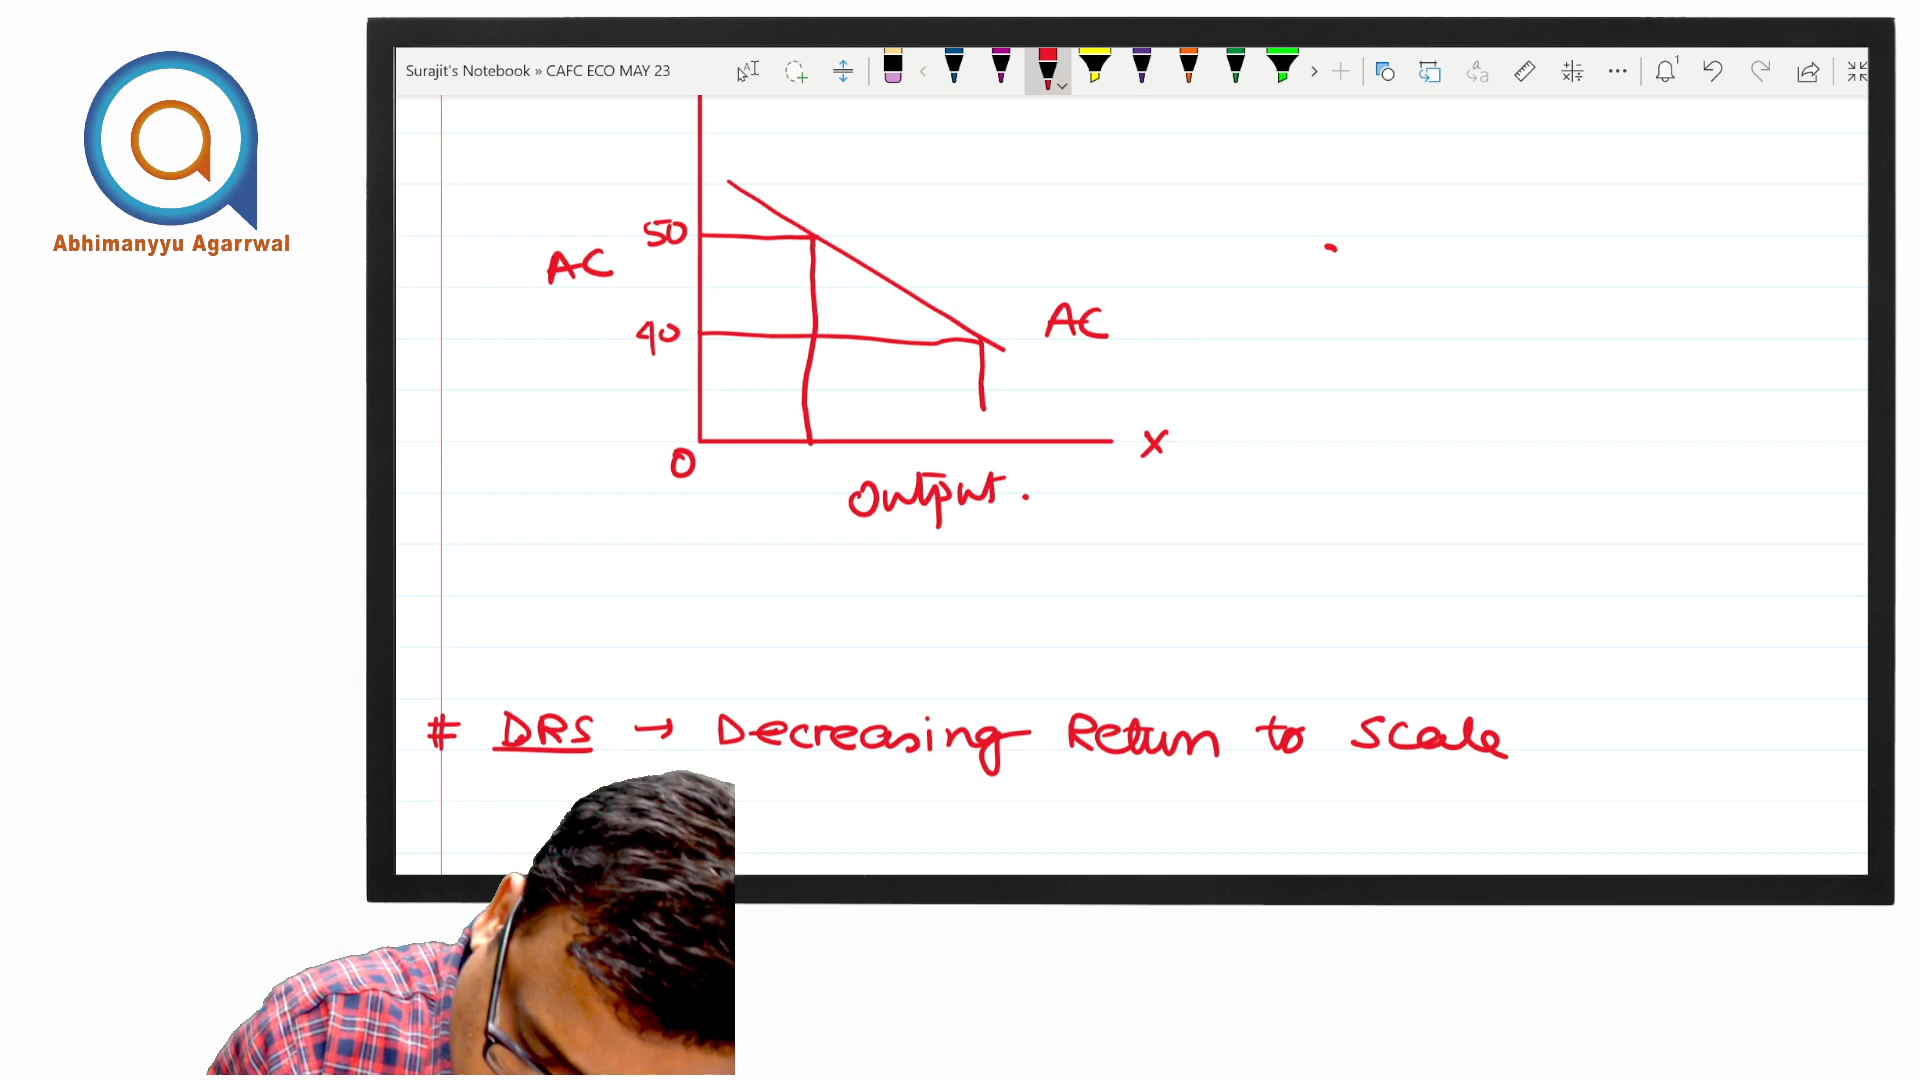 Surajit's Notebook » CAFC ECO MAY 23
Abhimanyyu Agarrwal
50
AC
40
AC
0
X
Output.
# DRS → Decreasing Return to Scale